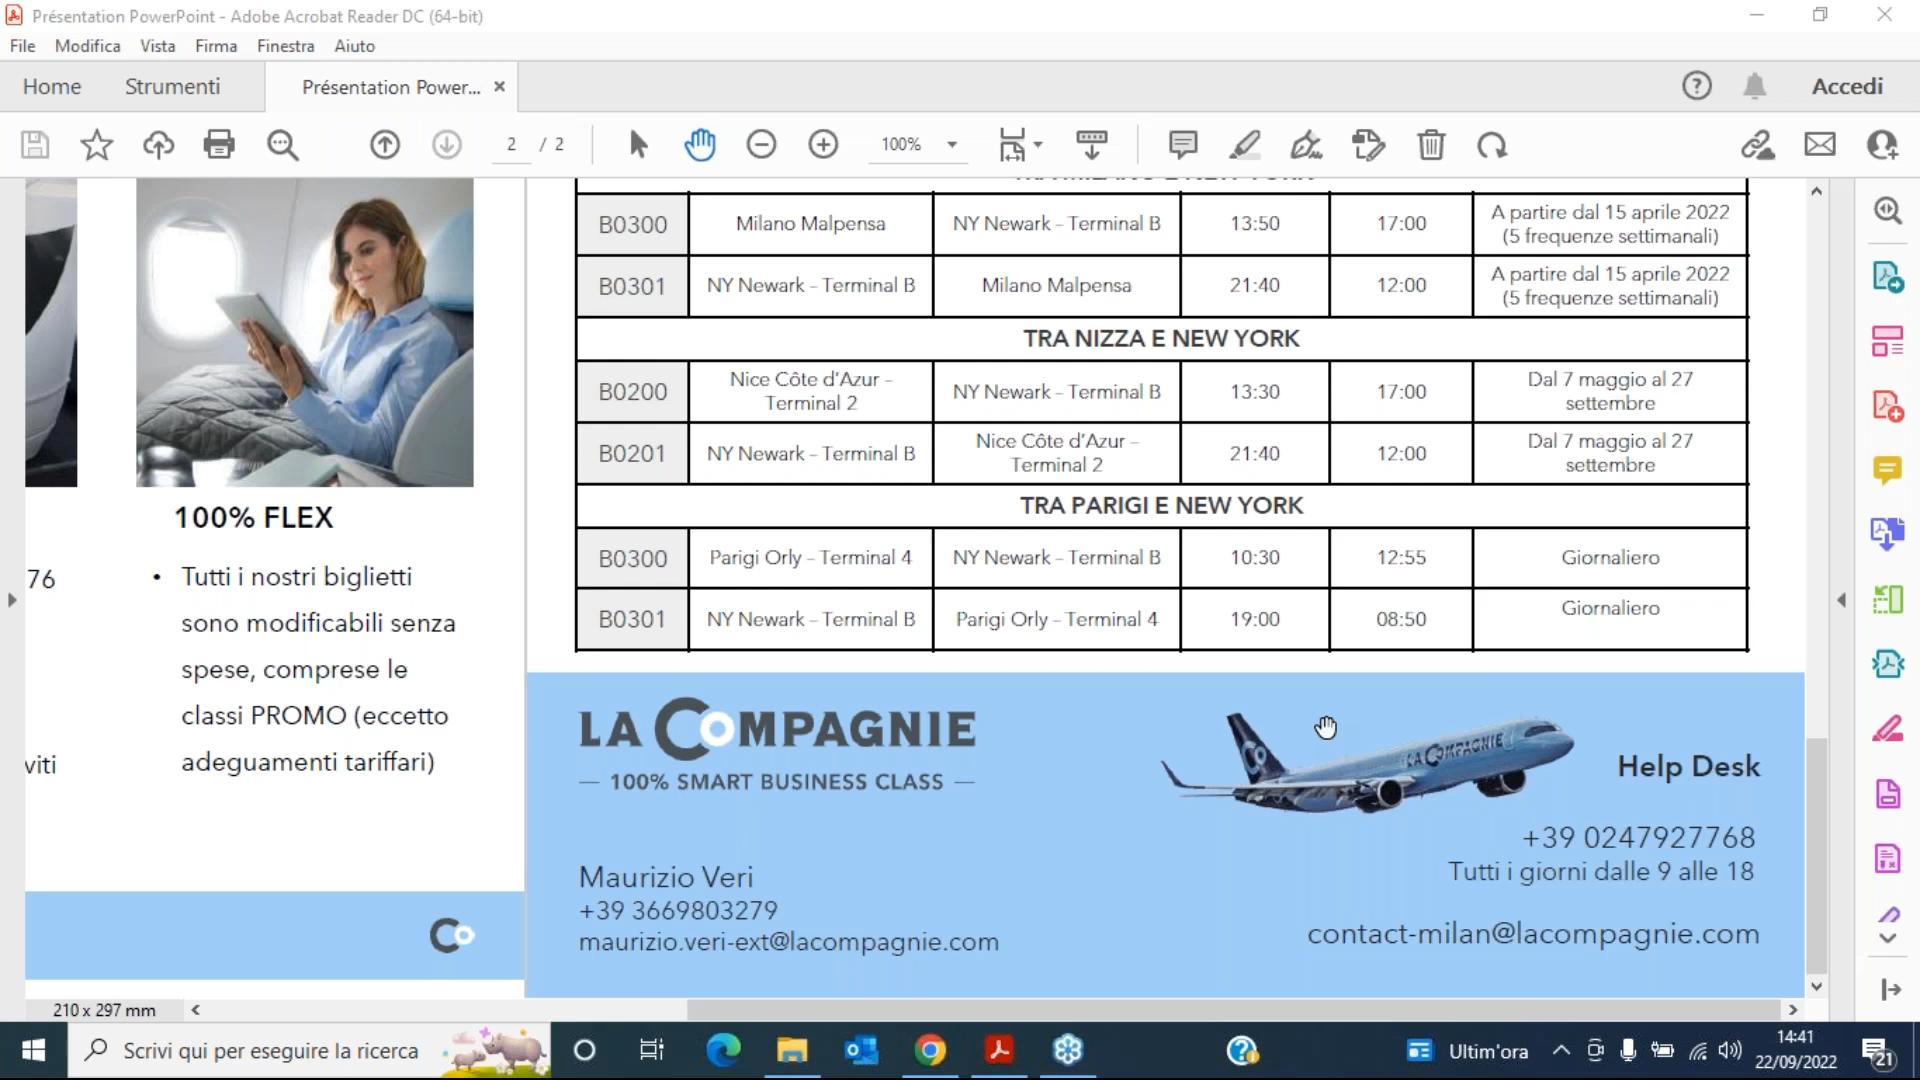 Présentation PowerPoint - Adobe Acrobat Reader DC (64-bit)
File Modifica Vista Firma Finestra Aiuto
Home Strumenti Présentation Power... × Accedi
2 / 2 100%
B0300 Milano Malpensa NY Newark – Terminal B 13:50 17:00 A partire dal 15 aprile 2022
(5 frequenze settimanali)
B0301 NY Newark – Terminal B Milano Malpensa 21:40 12:00 A partire dal 15 aprile 2022
(5 frequenze settimanali)
TRA NIZZA E NEW YORK
B0200 Nice Côte d'Azur – Terminal 2 NY Newark – Terminal B 13:30 17:00 Dal 7 maggio al 27
settembre
B0201 NY Newark – Terminal B Nice Côte d'Azur – Terminal 2 21:40 12:00 Dal 7 maggio al 27
settembre
TRA PARIGI E NEW YORK
B0300 Parigi Orly – Terminal 4 NY Newark – Terminal B 10:30 12:55 Giornaliero
B0301 NY Newark – Terminal B Parigi Orly – Terminal 4 19:00 08:50 Giornaliero
100% FLEX
76
• Tutti i nostri biglietti
sono modificabili senza
spese, comprese le
classi PROMO (eccetto
adeguamenti tariffari)
viti
Co
LA COMPAGNIE
— 100% SMART BUSINESS CLASS —
LA COMPAGNIE
Help Desk
+39 0247927768
Tutti i giorni dalle 9 alle 18
contact-milan@lacompagnie.com
Maurizio Veri
+39 3669803279
maurizio.veri-ext@lacompagnie.com
210 x 297 mm
Scrivi qui per eseguire la ricerca
Ultim'ora
14:41
22/09/2022
21